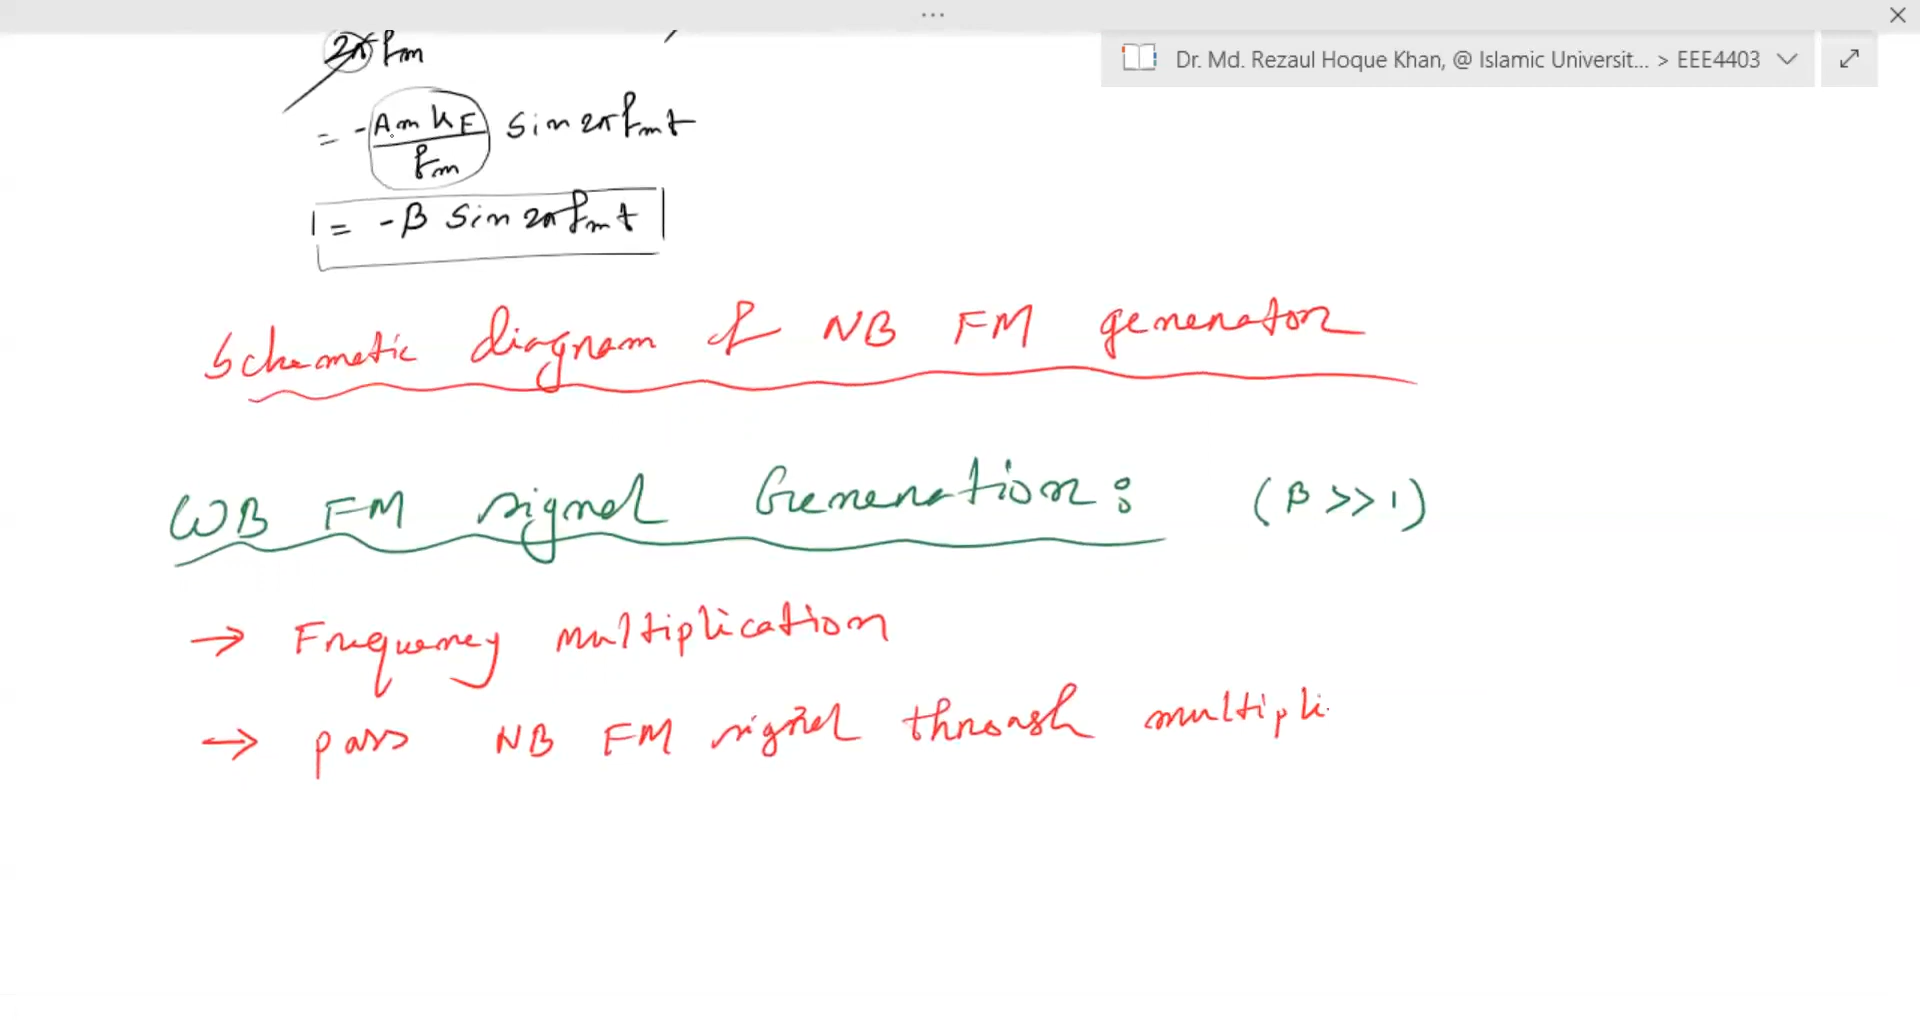 ...
2π fm
Dr. Md. Rezaul Hoque Khan, @ Islamic Universit... > EEE4403
= - Am kF / fm sin 2π fm t
= - β sin 2π fm t
Schematic diagram of NB FM generator
WB FM signal Generation: (β >> 1)
→ Frequency multiplication
→ pass NB FM signal through multipli